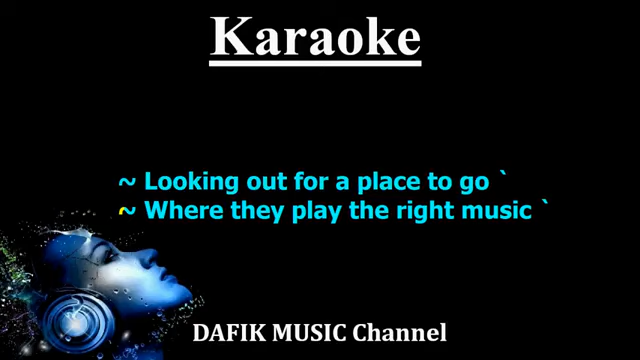 Karaoke
~ Looking out for a place to go `
~ Where they play the right music `
DAFIK MUSIC Channel